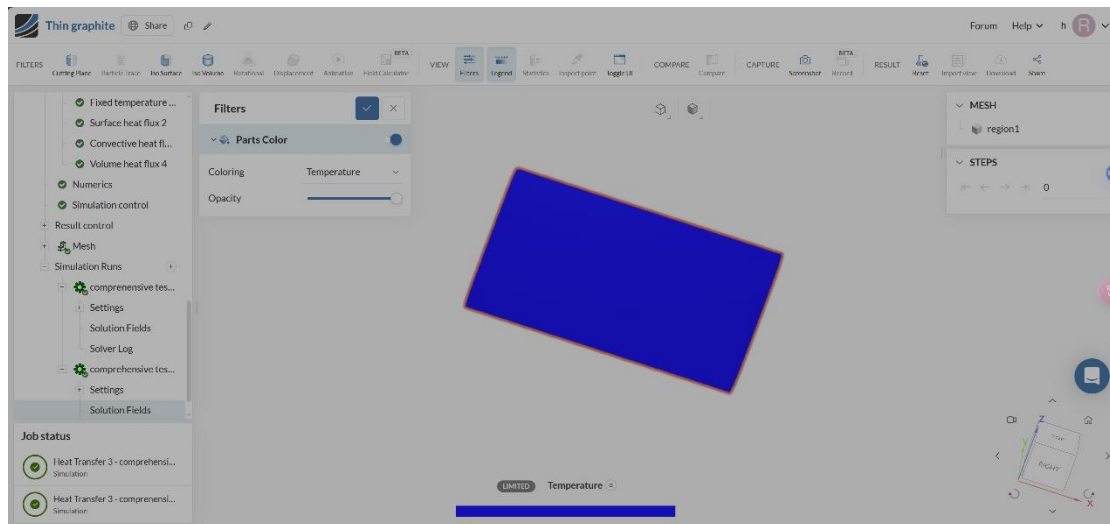 Thin graphite Share Forum Help h R
FILTERS Cutting Plane Particle Trace Iso Surface Iso Volume Rotational Displacement Animation Field Calculator BETA VIEW Filters Legend Statistics Inspect point Toggle UI COMPARE Compare CAPTURE Screenshot Record BETA RESULT Reset Import view Download Share
Fixed temperature ...
Surface heat flux 2
Convective heat fl...
Volume heat flux 4
Numerics
Simulation control
Result control
Mesh
Simulation Runs
comprenensive tes...
Settings
Solution Fields
Solver Log
comprehensive tes...
Settings
Solution Fields
Job status
Heat Transfer 3 - comprehensi...
Simulation
Heat Transfer 3 - comprenensi...
Simulation
Filters
Parts Color
Coloring Temperature
Opacity
MESH
region1
STEPS
0
LIMITED Temperature
Z
Y
X
TOP
RIGHT